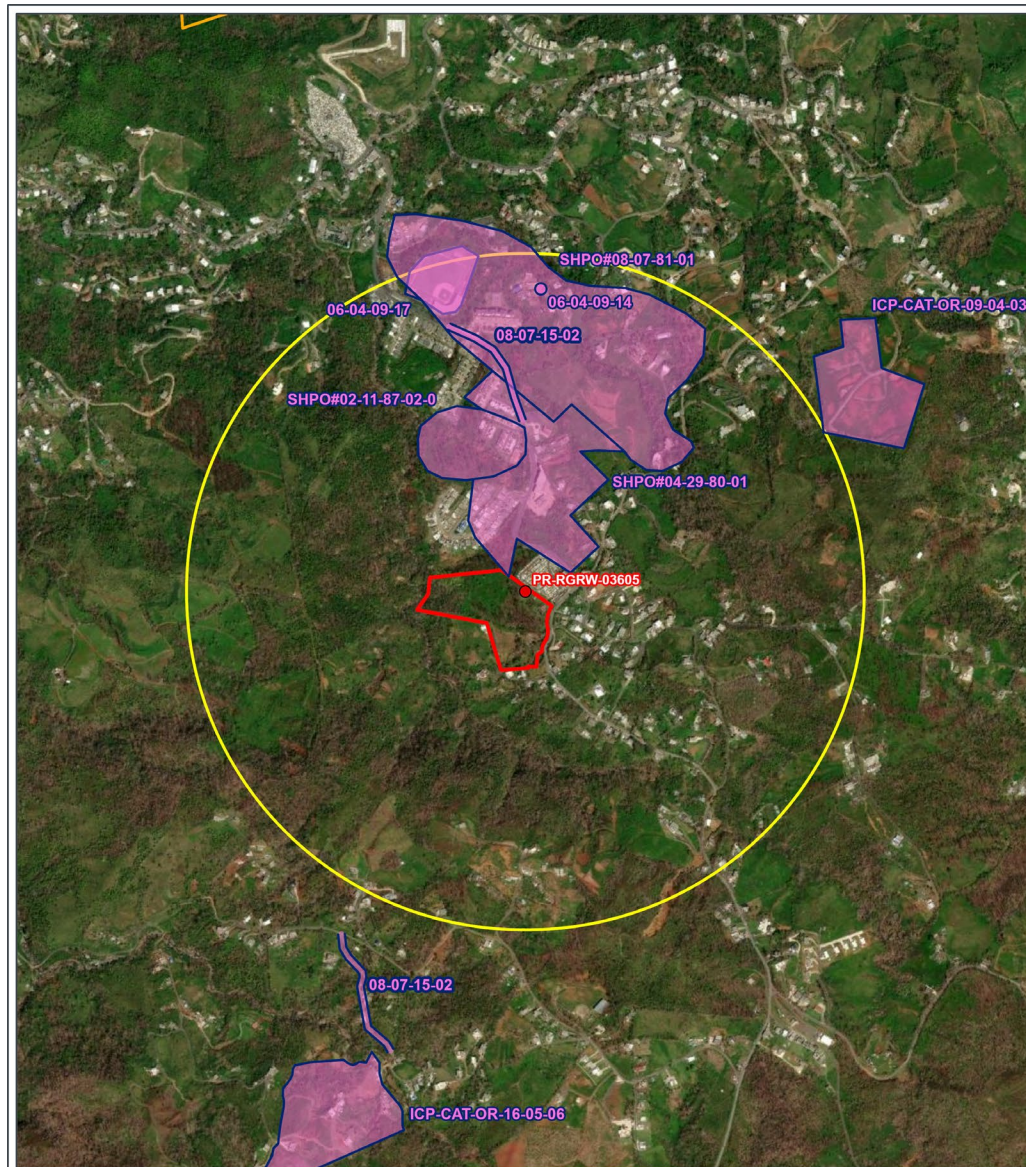 SHPO#08-07-81-01
06-04-09-14
06-04-09-17
ICP-CAT-OR-09-04-03
08-07-15-02
SHPO#02-11-87-02-0
SHPO#04-29-80-01
PR-RGRW-03605
08-07-15-02
ICP-CAT-OR-16-05-06